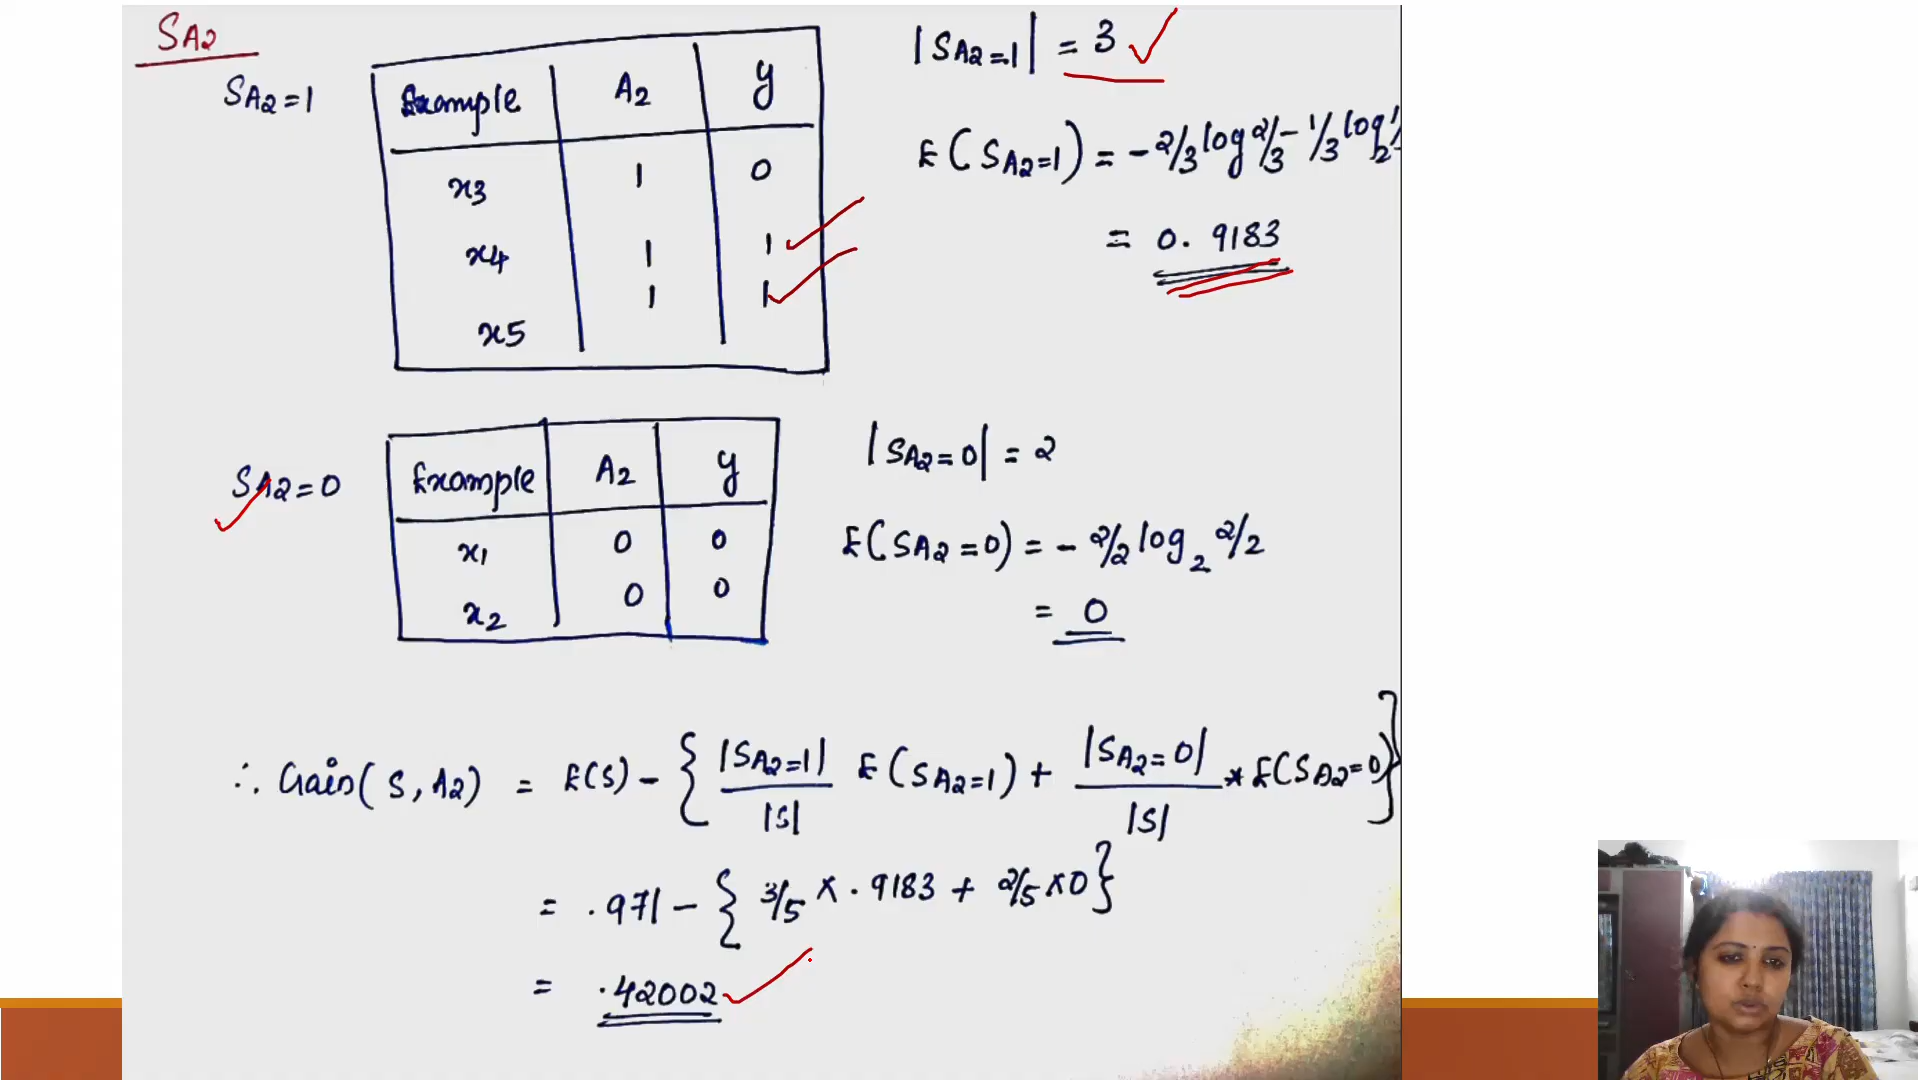 SA2
SA2=1
Example A2 y
x3 1 0
x4 1 1
1 1
x5
|SA2=1| = 3
E(SA2=1) = -2/3 log 2/3 - 1/3 log2 1/
= 0.9183
SA2=0
Example A2 y
x1 0 0
0 0
x2
|SA2=0| = 2
E(SA2=0) = - 2/2 log2 2/2
= 0
∴ Gain(S, A2) = E(S) - { |SA2=1| / |S| E(SA2=1) + |SA2=0| / |S| * E(SA2=0) }
= .971 - { 3/5 × .9183 + 2/5 × 0 }
= .42002